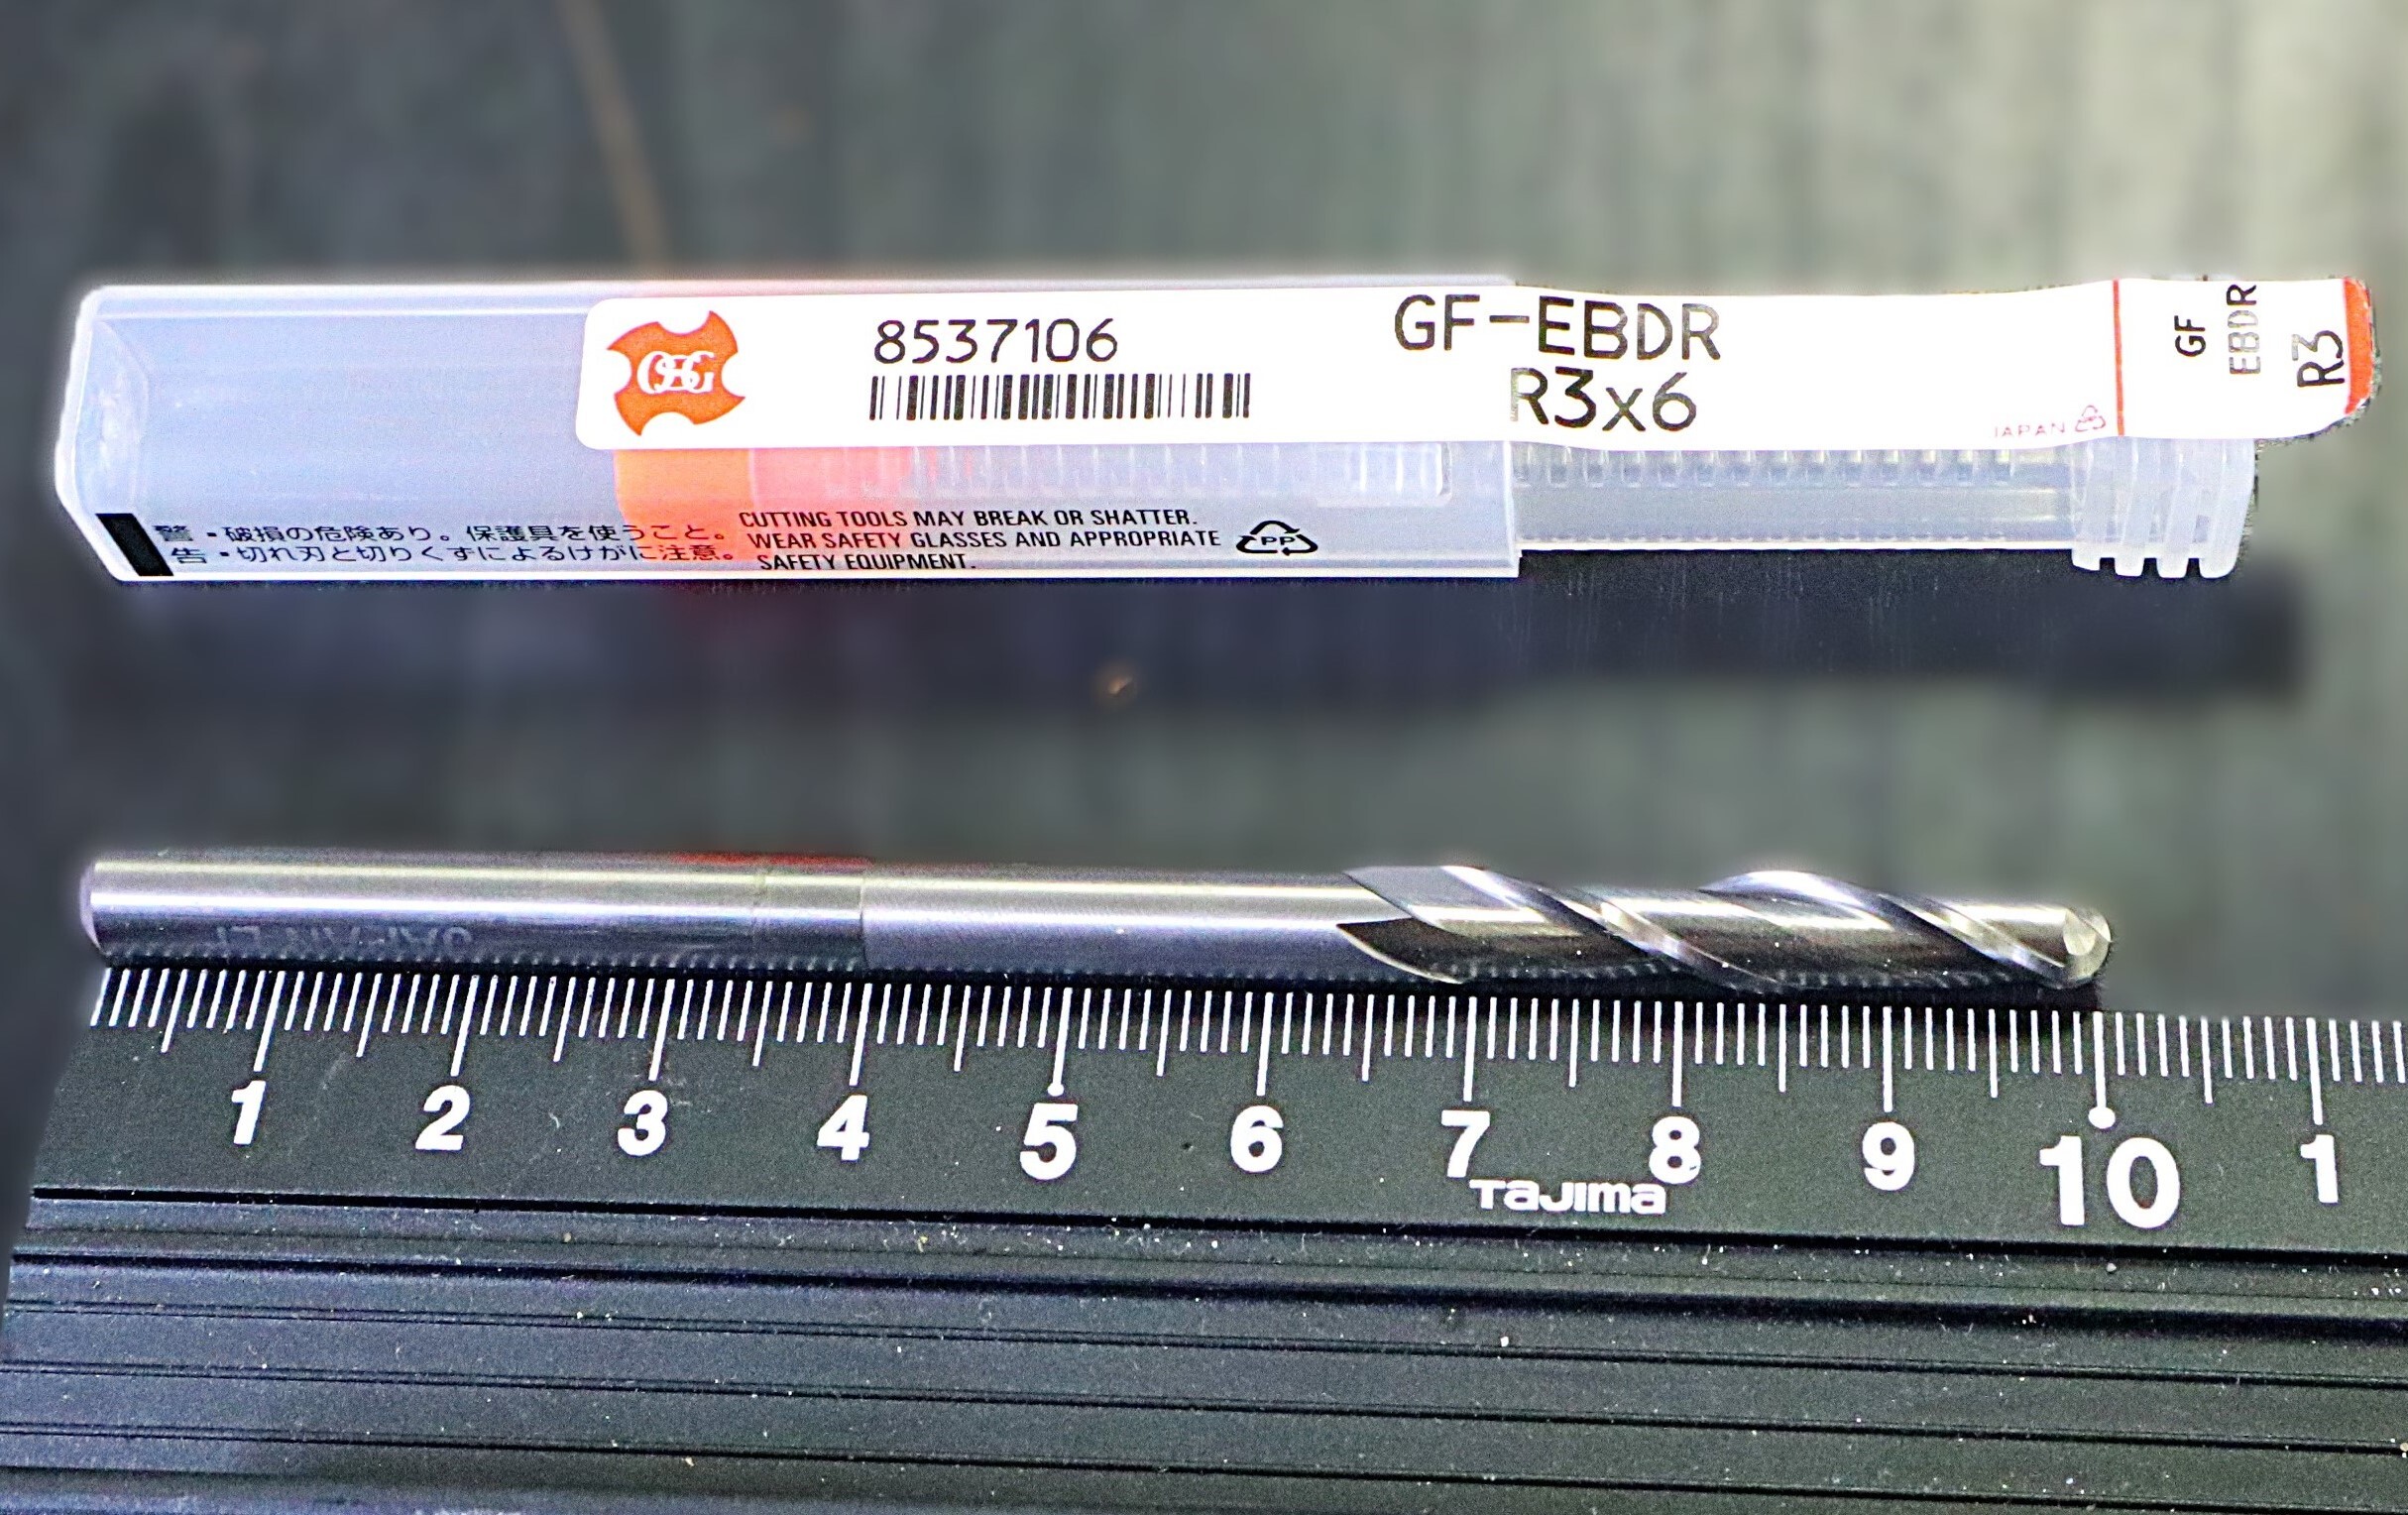 OSG
8537106
GF-EBDR
R3x6
JAPAN
GF
EBDR
R3
警告
・破損の危険あり。保護具を使うこと。
・切れ刃と切りくずによるけがに注意。
CUTTING TOOLS MAY BREAK OR SHATTER.
WEAR SAFETY GLASSES AND APPROPRIATE
SAFETY EQUIPMENT.
PP
1 2 3 4 5 6 7 8 9 10 1
TaJima